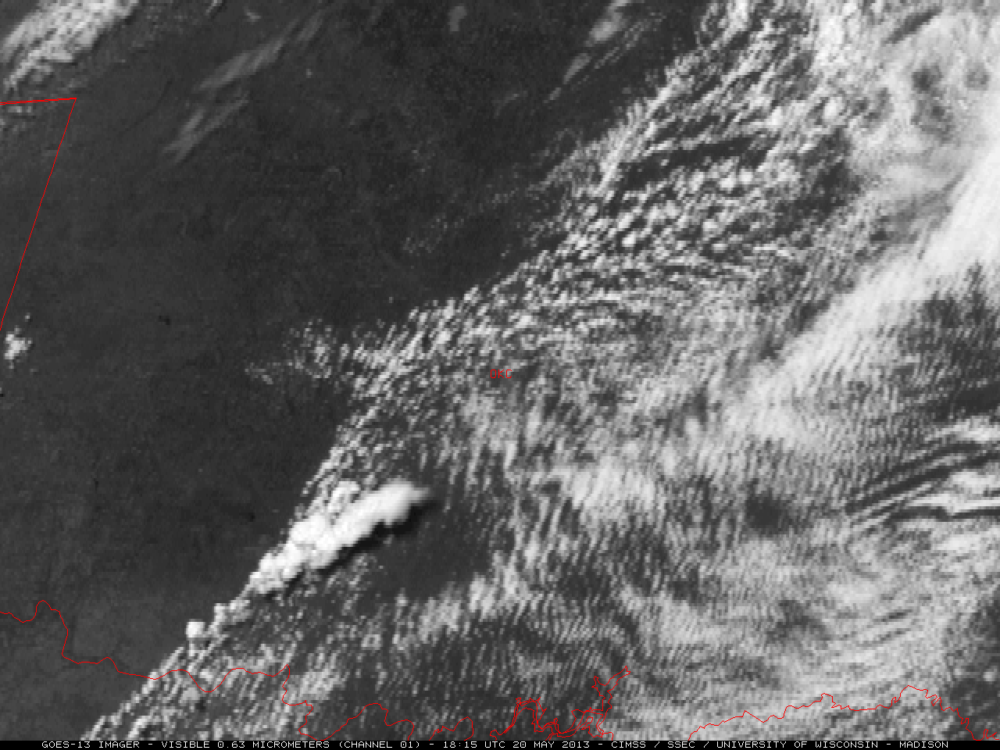 GOES-13 IMAGER - VISIBLE 0.63 MICROMETERS (CHANNEL 01) - 18:15 UTC 20 MAY 2013 - CIMSS / SSEC / UNIVERSITY OF WISCONSIN - MADISON